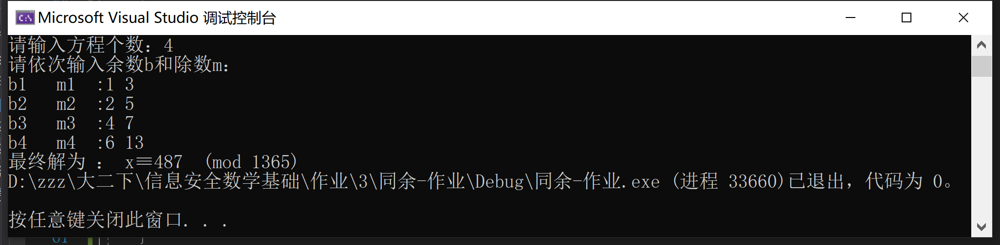 Microsoft Visual Studio 调试控制台
请输入方程个数：4
请依次输入余数b和除数m：
b1   m1  :1 3
b2   m2  :2 5
b3   m3  :4 7
b4   m4  :6 13
最终解为 ：  x≡487  (mod 1365)
D:\zzz\大二下\信息安全数学基础\作业\3\同余-作业\Debug\同余-作业.exe (进程 33660)已退出，代码为 0。
按任意键关闭此窗口. . .